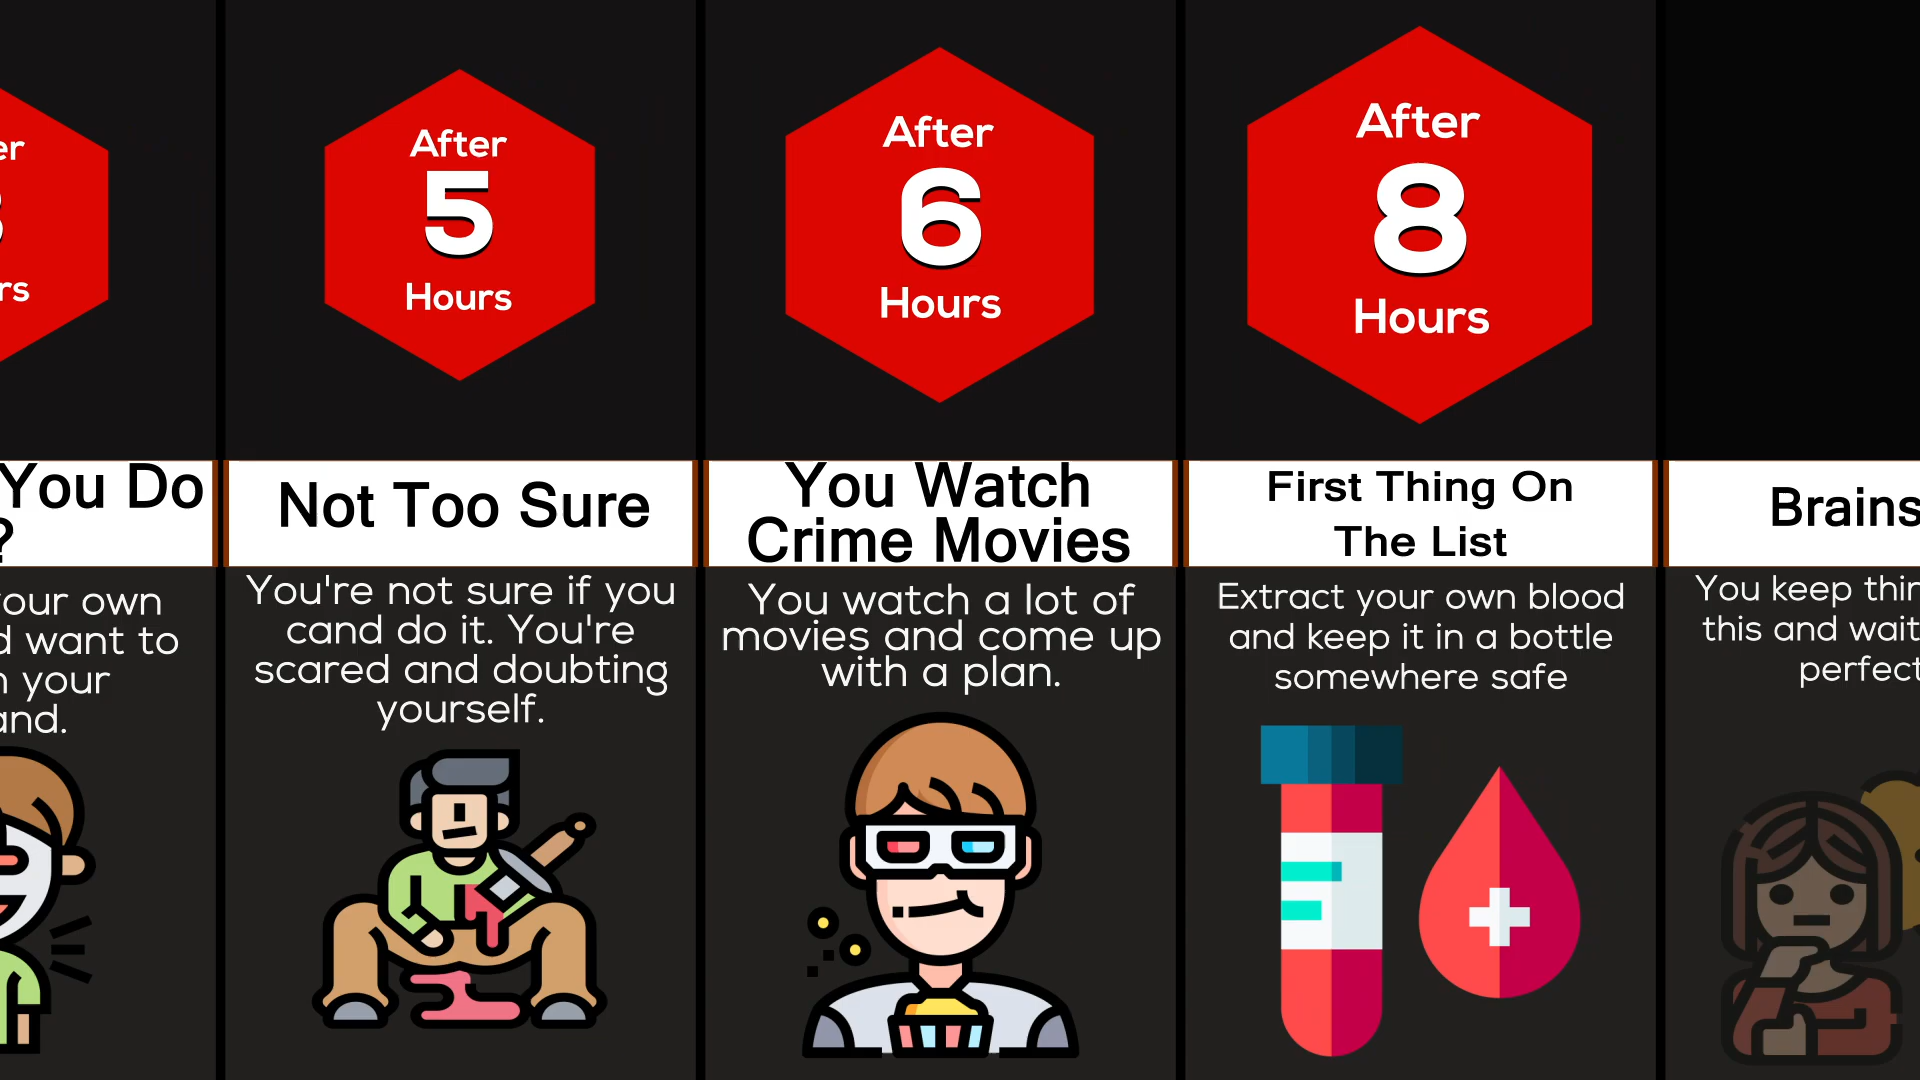 er
rs
You Do
?
our own
d want to
your
and.
After
5
Hours
Not Too Sure
You're not sure if you
cand do it. You're
scared and doubting
yourself.
After
6
Hours
You Watch
Crime Movies
You watch a lot of
movies and come up
with a plan.
After
8
Hours
First Thing On
The List
Extract your own blood
and keep it in a bottle
somewhere safe
Brains
You keep thin
this and wait
perfect